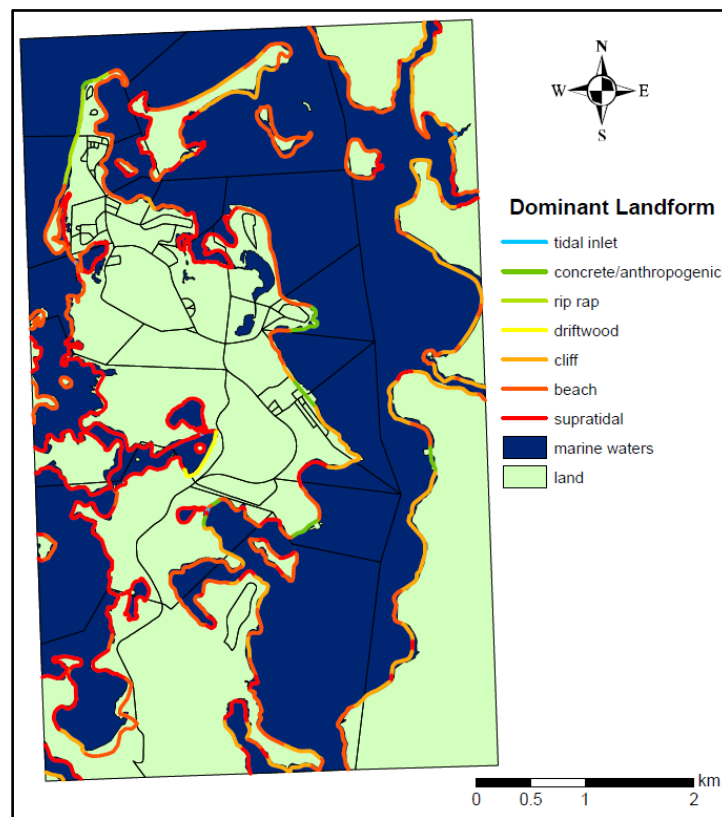 N
W E
S
Dominant Landform
tidal inlet
concrete/anthropogenic
rip rap
driftwood
cliff
beach
supratidal
marine waters
land
km
0 0.5 1 2